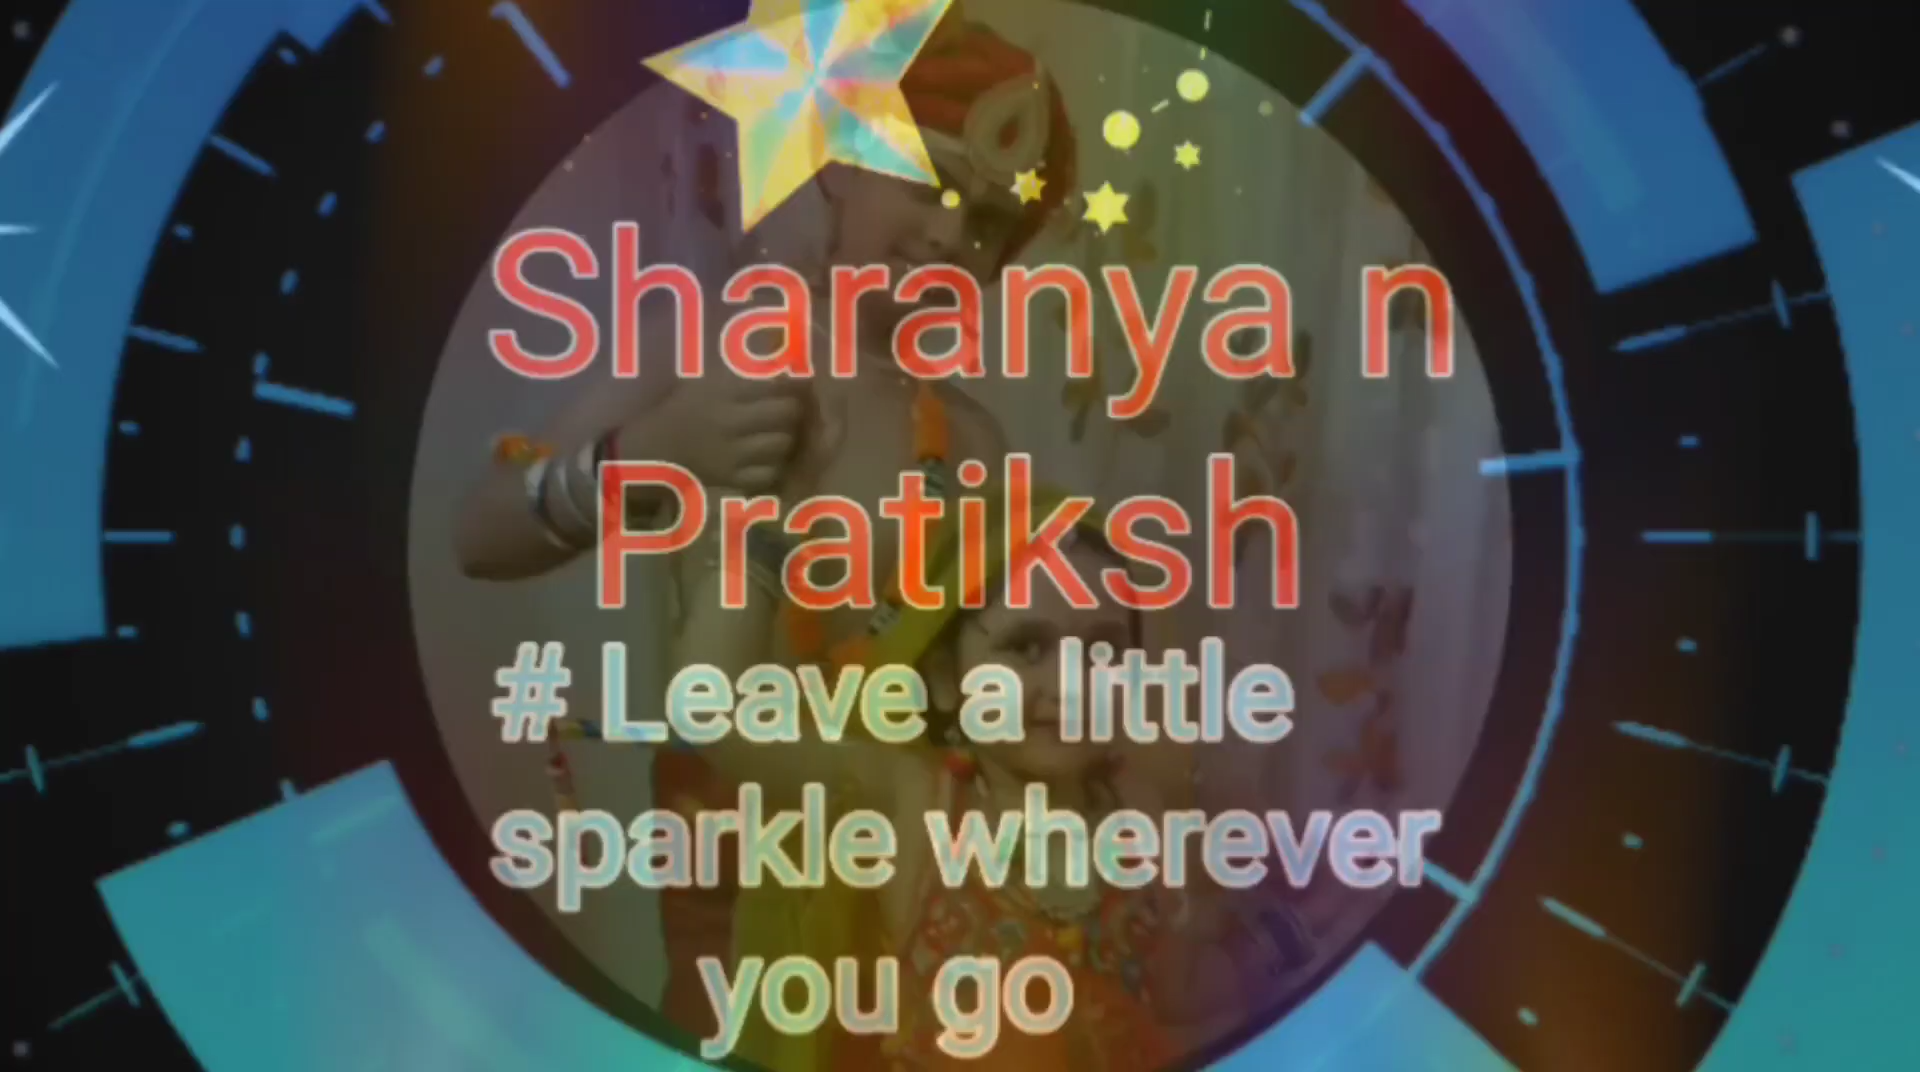 Sharanya n
Pratiksh
# Leave a little
sparkle wherever
you go